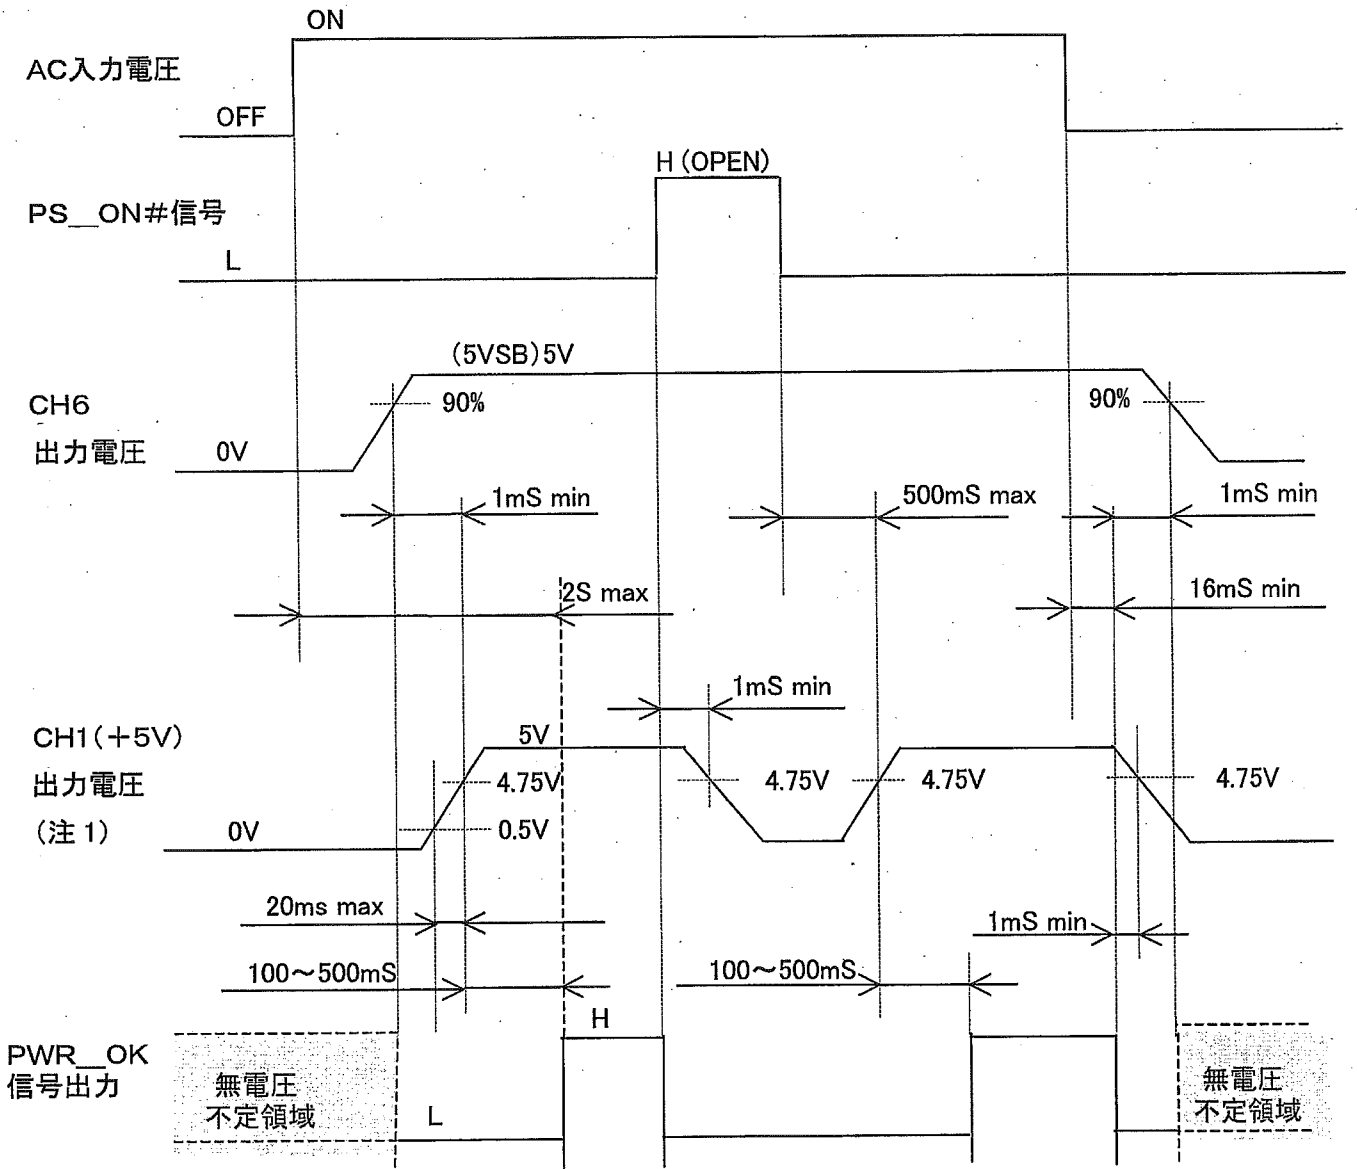 ON
AC入力電圧
OFF
H(OPEN)
PS__ON#信号
L
(5VSB)5V
CH6
90%
90%
出力電圧
0V
1mS min
500mS max
1mS min
2S max
16mS min
1mS min
CH1(+5V)
5V
出力電圧
4.75V
4.75V
4.75V
4.75V
(注1)
0V
0.5V
20ms max
1mS min
100~500mS
100~500mS
H
PWR__OK
信号出力
無電圧
不定領域
L
無電圧
不定領域